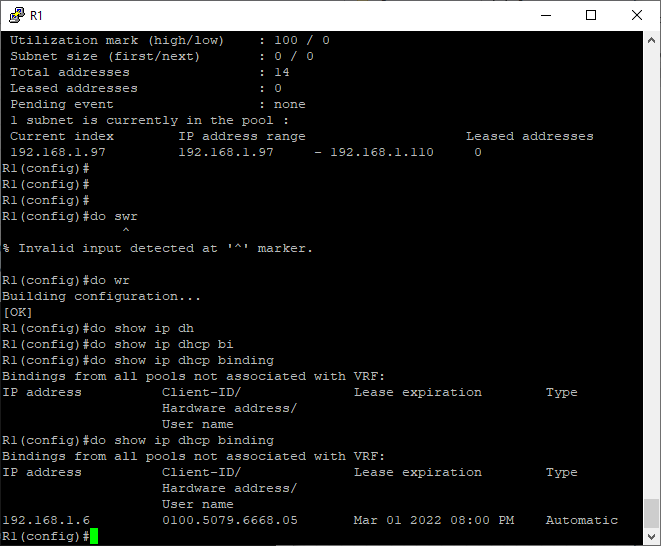 R1
Utilization mark (high/low)    : 100 / 0
Subnet size (first/next)       : 0 / 0
Total addresses                : 14
Leased addresses               : 0
Pending event                  : none
1 subnet is currently in the pool :
Current index        IP address range                    Leased addresses
192.168.1.97         192.168.1.97     - 192.168.1.110     0
R1(config)#
R1(config)#
R1(config)#
R1(config)#do swr
^
% Invalid input detected at '^' marker.
R1(config)#do wr
Building configuration...
[OK]
R1(config)#do show ip dh
R1(config)#do show ip dhcp bi
R1(config)#do show ip dhcp binding
Bindings from all pools not associated with VRF:
IP address          Client-ID/              Lease expiration        Type
Hardware address/
User name
R1(config)#do show ip dhcp binding
Bindings from all pools not associated with VRF:
IP address          Client-ID/              Lease expiration        Type
Hardware address/
User name
192.168.1.6         0100.5079.6668.05       Mar 01 2022 08:00 PM    Automatic
R1(config)#